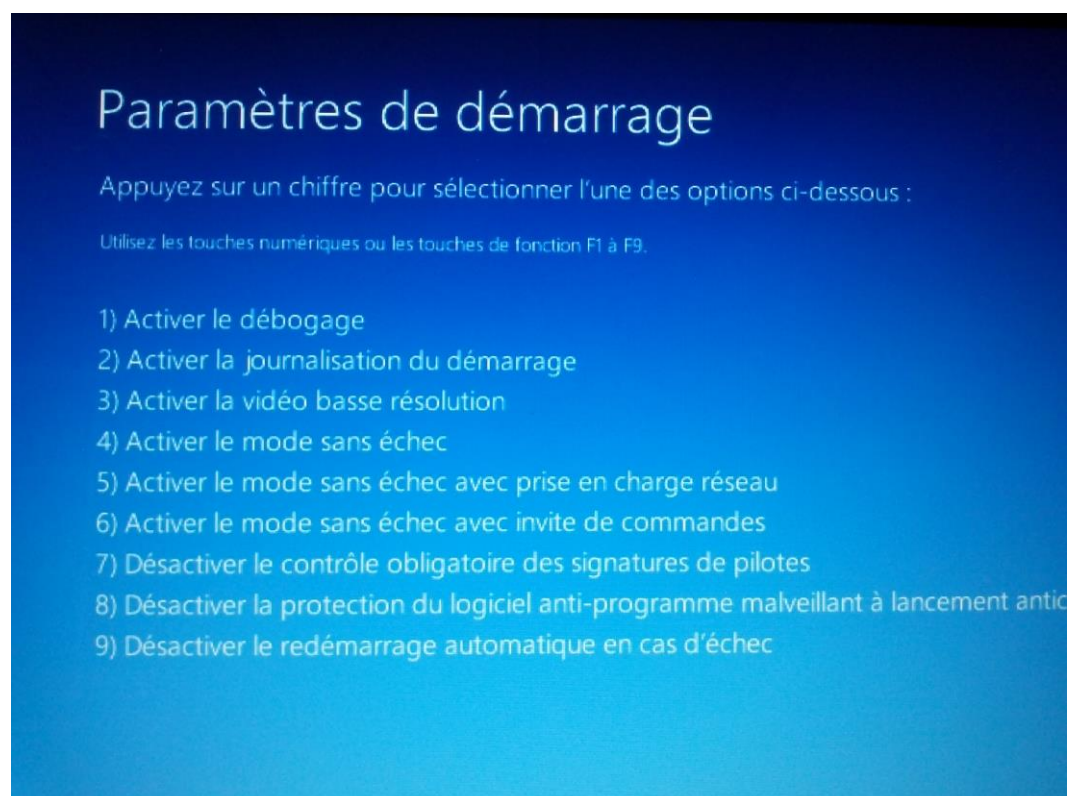 Paramètres de démarrage
Appuyez sur un chiffre pour sélectionner l'une des options ci-dessous :
Utilisez les touches numériques ou les touches de fonction F1 à F9.
1) Activer le débogage
2) Activer la journalisation du démarrage
3) Activer la vidéo basse résolution
4) Activer le mode sans échec
5) Activer le mode sans échec avec prise en charge réseau
6) Activer le mode sans échec avec invite de commandes
7) Désactiver le contrôle obligatoire des signatures de pilotes
8) Désactiver la protection du logiciel anti-programme malveillant à lancement
9) Désactiver le redémarrage automatique en cas d'échec